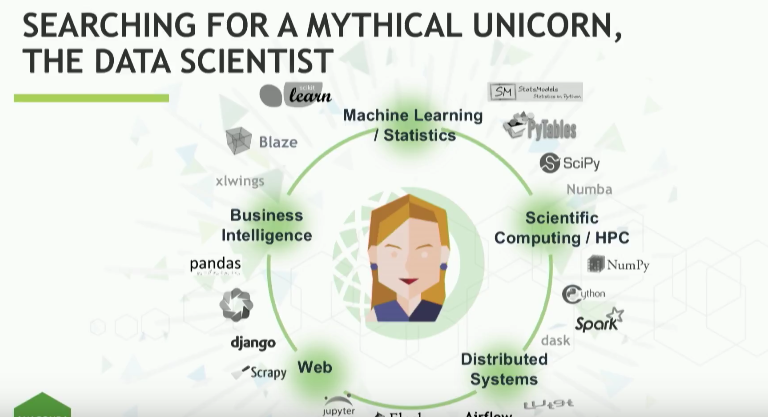 SEARCHING FOR A MYTHICAL UNICORN,
THE DATA SCIENTIST
scikit
learn
Machine Learning
/ Statistics
SM StatsModels
Statistics in Python
PyTables
Blaze
SciPy
xlwings
Numba
Business
Intelligence
Scientific
Computing / HPC
pandas
NumPy
Cython
Spark
django
dask
Scrapy
Web
Distributed
Systems
jupyter
Airflow